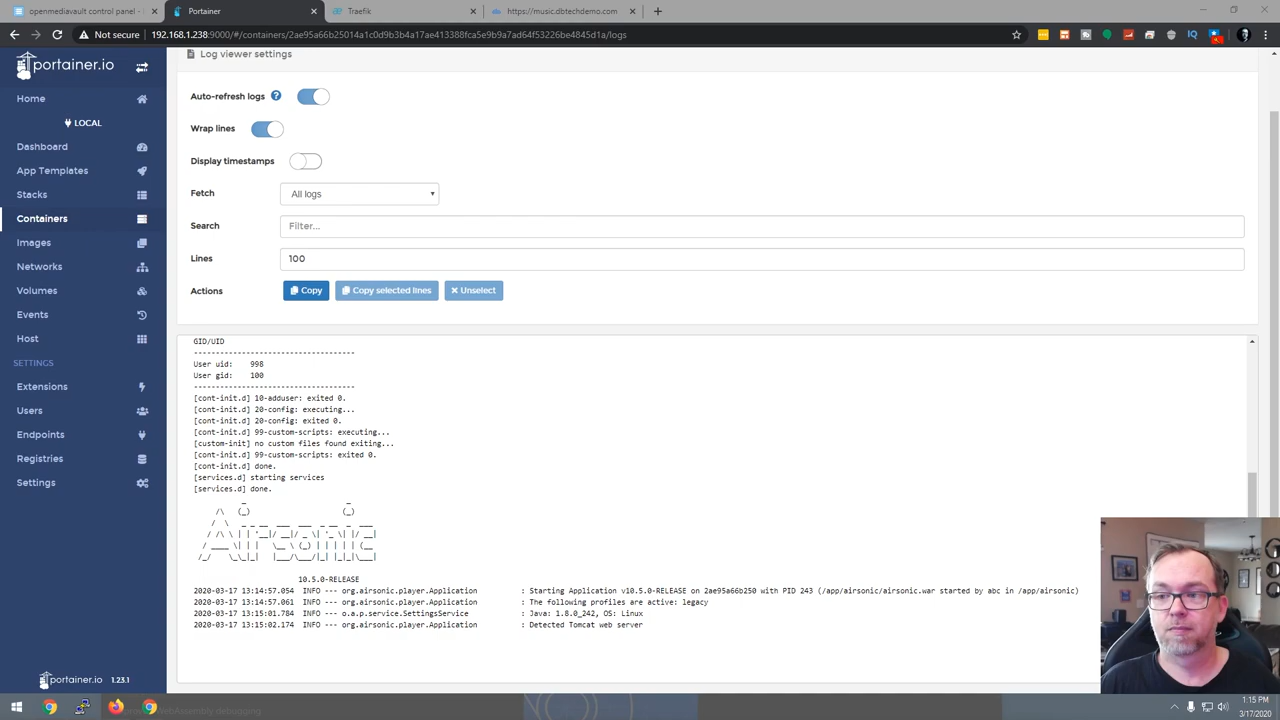 openmediavault control panel -
Portainer
Traefik
https://music.dbtechdemo.com
Not secure
192.168.1.238:9000/#/containers/2ae95a66b25014a1c0d9b3b4a17ae413388fca5e9b9a7ad64f53226be4845d1a/logs
portainer.io
Home
LOCAL
Dashboard
App Templates
Stacks
Containers
Images
Networks
Volumes
Events
Host
SETTINGS
Extensions
Users
Endpoints
Registries
Settings
portainer.io 1.23.1
Log viewer settings
Auto-refresh logs
Wrap lines
Display timestamps
Fetch All logs
Search Filter...
Lines 100
Actions Copy Copy selected lines Unselect
GID/UID
-------------------------------------
User uid: 998
User gid: 100
-------------------------------------
[cont-init.d] 10-adduser: exited 0.
[cont-init.d] 20-config: executing...
[cont-init.d] 20-config: exited 0.
[cont-init.d] 99-custom-scripts: executing...
[custom-init] no custom files found exiting...
[cont-init.d] 99-custom-scripts: exited 0.
[cont-init.d] done.
[services.d] starting services
[services.d] done.
10.5.0-RELEASE
2020-03-17 13:14:57.054 INFO --- org.airsonic.player.Application : Starting Application v10.5.0-RELEASE on 2ae95a66b250 with PID 243 (/app/airsonic/airsonic.war started by abc in /app/airsonic)
2020-03-17 13:14:57.061 INFO --- org.airsonic.player.Application : The following profiles are active: legacy
2020-03-17 13:15:01.784 INFO --- o.a.p.service.SettingsService : Java: 1.8.0_242, OS: Linux
2020-03-17 13:15:02.174 INFO --- org.airsonic.player.Application : Detected Tomcat web server
1:15 PM
3/17/2020